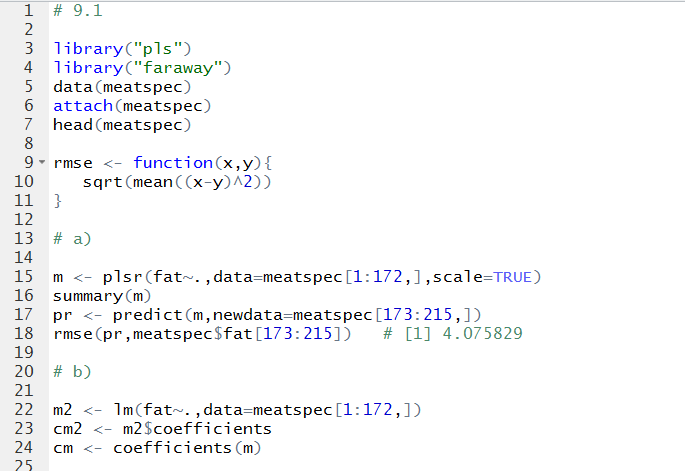 1 # 9.1
2
3 library("pls")
4 library("faraway")
5 data(meatspec)
6 attach(meatspec)
7 head(meatspec)
8
9 rmse <- function(x,y){
10 sqrt(mean((x-y)^2))
11 }
12
13 # a)
14
15 m <- plsr(fat~.,data=meatspec[1:172,],scale=TRUE)
16 summary(m)
17 pr <- predict(m,newdata=meatspec[173:215,])
18 rmse(pr,meatspec$fat[173:215]) # [1] 4.075829
19
20 # b)
21
22 m2 <- lm(fat~.,data=meatspec[1:172,])
23 cm2 <- m2$coefficients
24 cm <- coefficients(m)
25